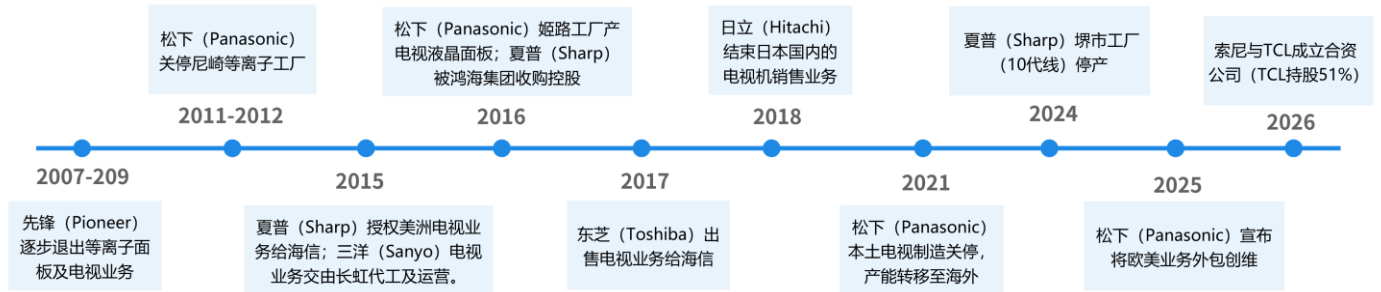 松下（Panasonic）
关停尼崎等离子工厂
2011-2012
松下（Panasonic）姬路工厂产
电视液晶面板；夏普（Sharp）
被鸿海集团收购控股
2016
日立（Hitachi）
结束日本国内的
电视机销售业务
2018
夏普（Sharp）堺市工厂
（10代线）停产
2024
索尼与TCL成立合资
公司（TCL持股51%）
2026
2007-209
先锋（Pioneer）
逐步退出等离子面
板及电视业务
2015
夏普（Sharp）授权美洲电视业
务给海信；三洋（Sanyo）电视
业务交由长虹代工及运营。
2017
东芝（Toshiba）出
售电视业务给海信
2021
松下（Panasonic）
本土电视制造关停，
产能转移至海外
2025
松下（Panasonic）宣布
将欧美业务外包创维